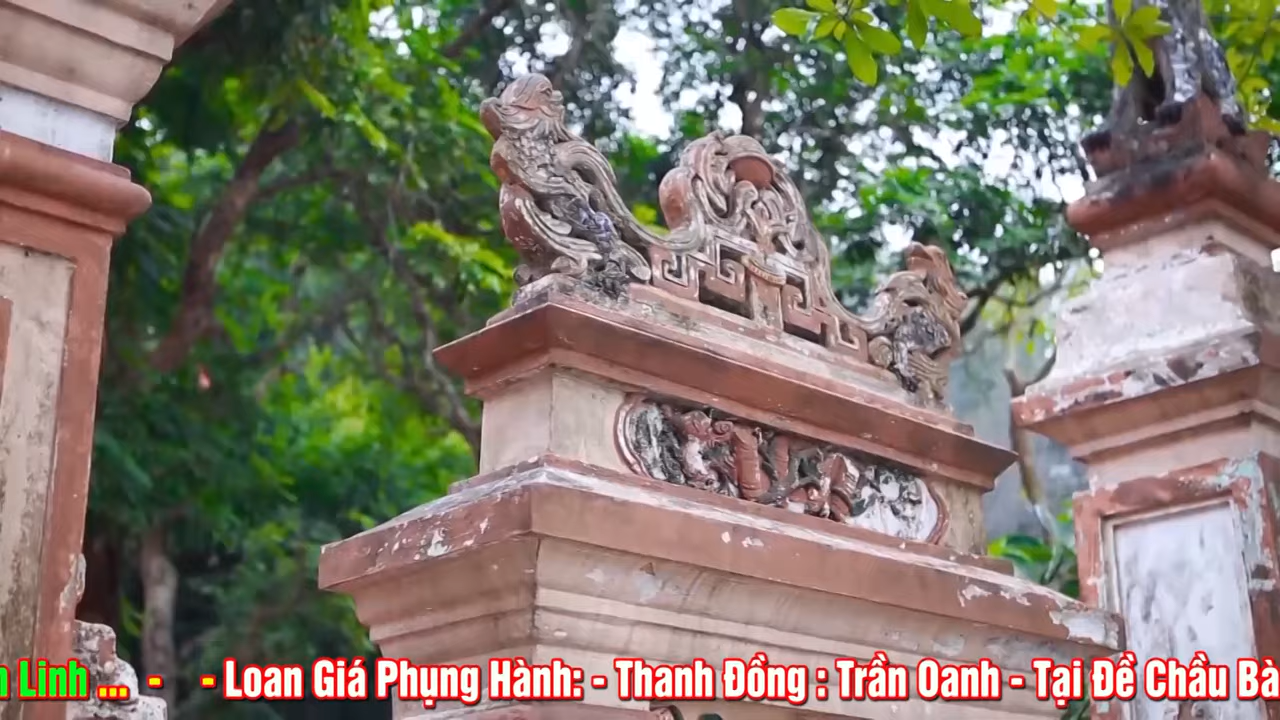 Linh ... - - Loan Giá Phụng Hành: - Thanh Đồng : Trần Oanh - Tại Đề Chầu Bà